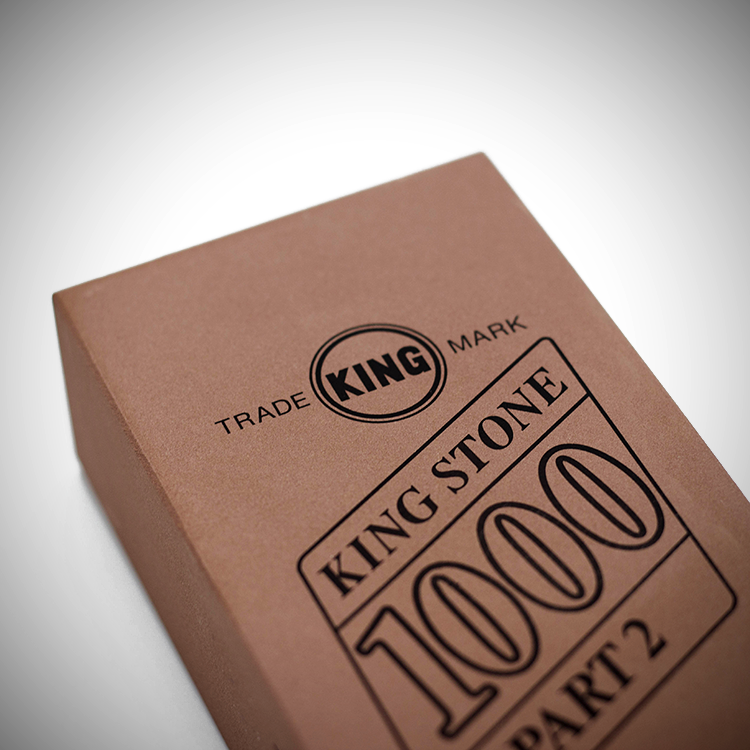 TRADE KING MARK
KING STONE
1000
PART 2